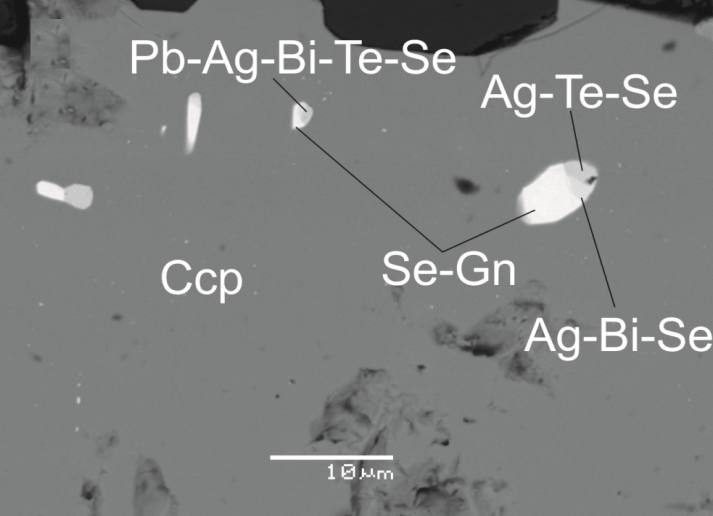 Pb-Ag-Bi-Te-Se
Ag-Te-Se
Se-Gn
Ccp
Ag-Bi-Se
10μm